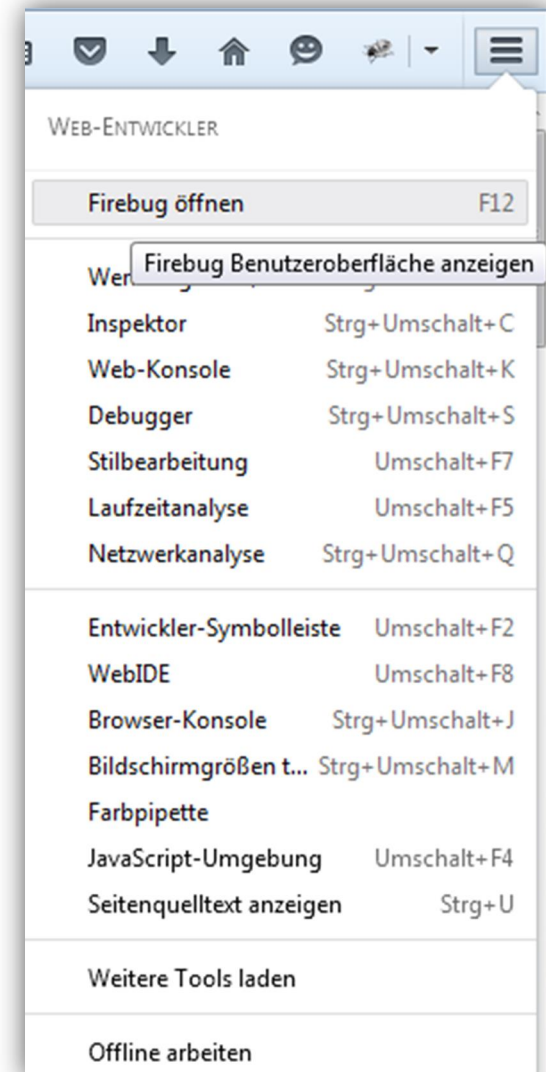 WEB-ENTWICKLER
Firebug öffnen F12
Firebug Benutzeroberfläche anzeigen
Inspektor Strg+Umschalt+C
Web-Konsole Strg+Umschalt+K
Debugger Strg+Umschalt+S
Stilbearbeitung Umschalt+F7
Laufzeitanalyse Umschalt+F5
Netzwerkanalyse Strg+Umschalt+Q
Entwickler-Symbolleiste Umschalt+F2
WebIDE Umschalt+F8
Browser-Konsole Strg+Umschalt+J
Bildschirmgrößen t... Strg+Umschalt+M
Farbpipette
JavaScript-Umgebung Umschalt+F4
Seitenquelltext anzeigen Strg+U
Weitere Tools laden
Offline arbeiten